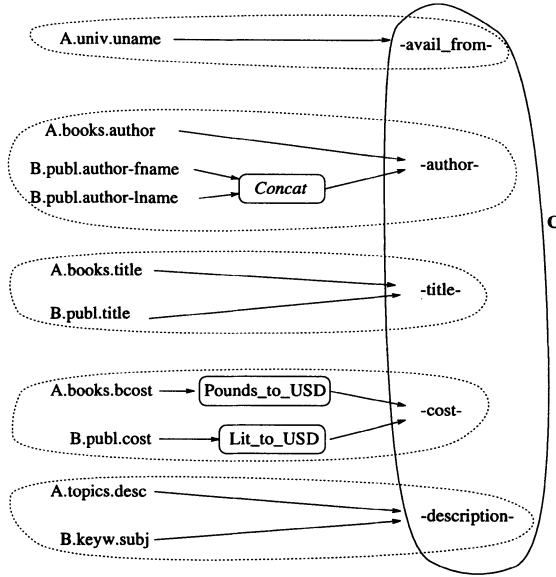 A.univ.uname
-avail_from-
A.books.author
B.publ.author-fname
-author-
Concat
B.publ.author-lname
C
A.books.title
-title-
B.publ.title
A.books.bcost
Pounds_to_USD
-cost-
B.publ.cost
Lit_to_USD
A.topics.desc
-description-
B.keyw.subj